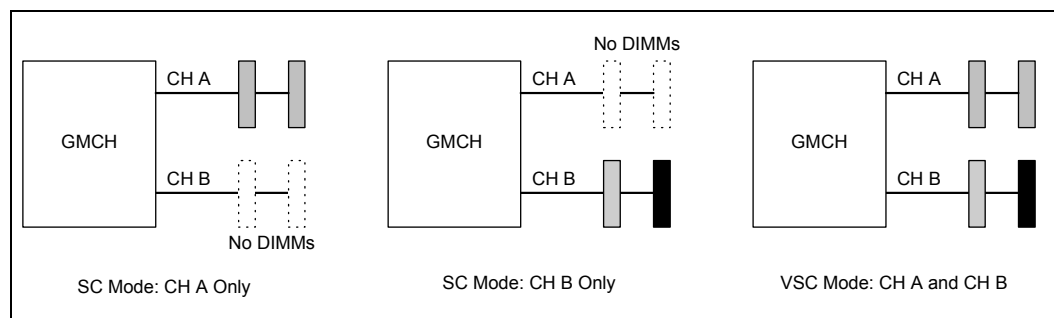 No DIMMs
CH A
CH A
CH A
GMCH
GMCH
GMCH
CH B
CH B
CH B
No DIMMs
SC Mode: CH A Only
SC Mode: CH B Only
VSC Mode: CH A and CH B